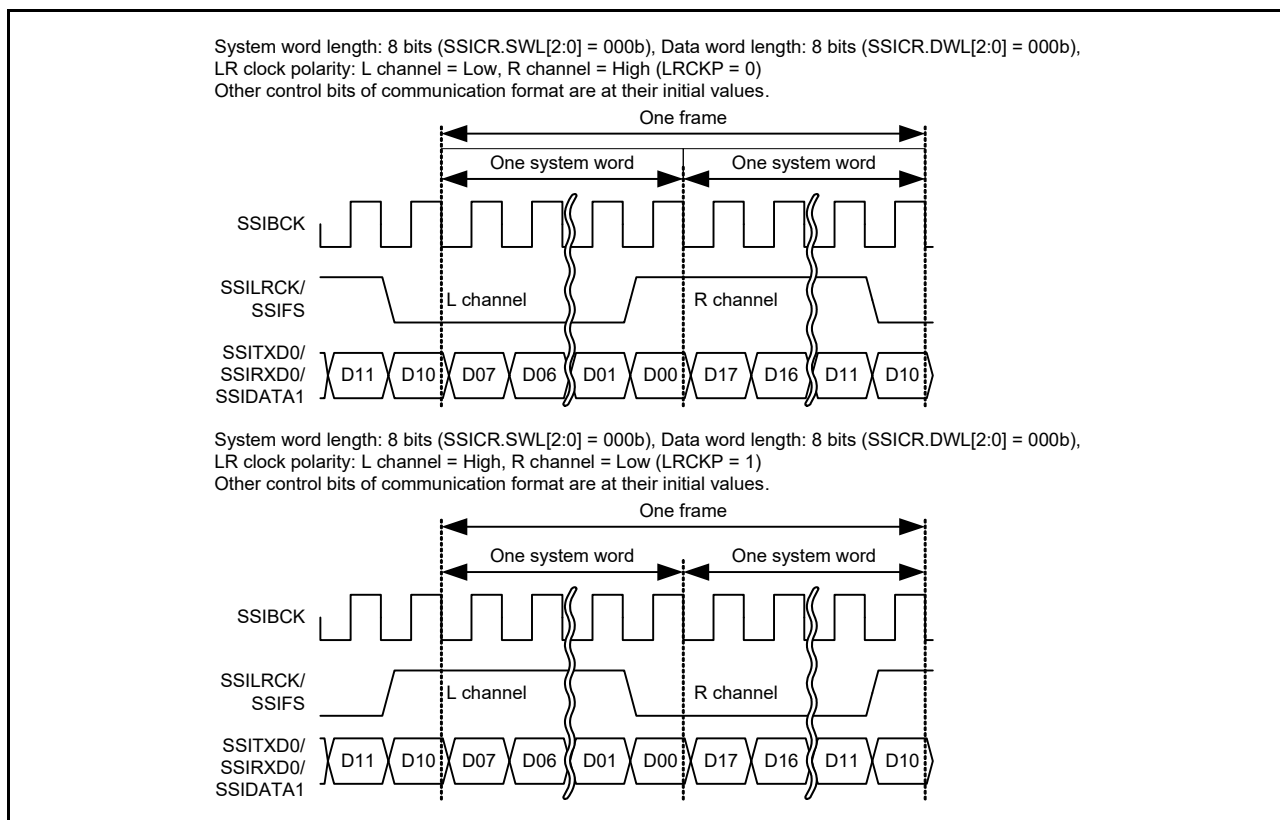 System word length: 8 bits (SSICR.SWL[2:0] = 000b), Data word length: 8 bits (SSICR.DWL[2:0] = 000b),
LR clock polarity: L channel = Low, R channel = High (LRCKP = 0)
Other control bits of communication format are at their initial values.
One frame
One system word One system word
SSIBCK
SSILRCK/
SSIFS
L channel R channel
SSITXD0/
SSIRXD0/
SSIDATA1
D11 D10 D07 D06 D01 D00 D17 D16 D11 D10
System word length: 8 bits (SSICR.SWL[2:0] = 000b), Data word length: 8 bits (SSICR.DWL[2:0] = 000b),
LR clock polarity: L channel = High, R channel = Low (LRCKP = 1)
Other control bits of communication format are at their initial values.
One frame
One system word One system word
SSIBCK
SSILRCK/
SSIFS
L channel R channel
SSITXD0/
SSIRXD0/
SSIDATA1
D11 D10 D07 D06 D01 D00 D17 D16 D11 D10